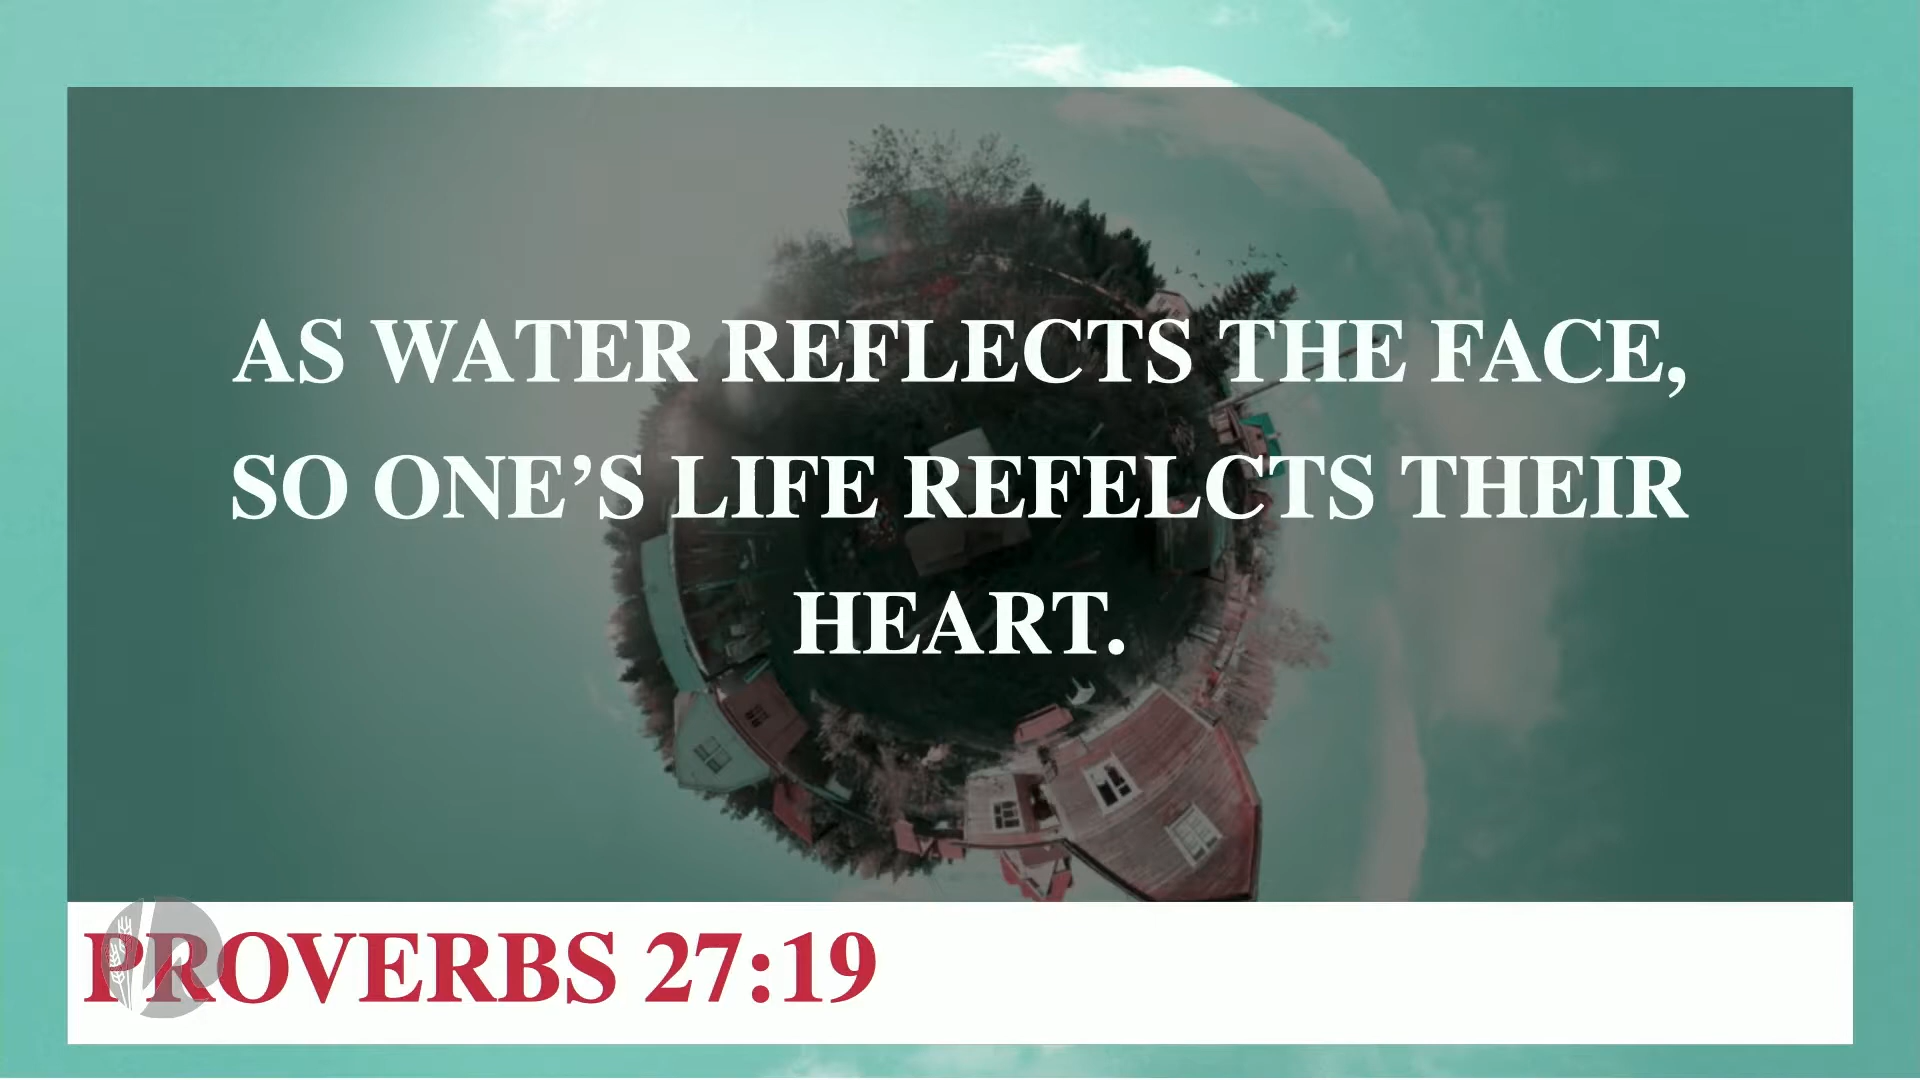 AS WATER REFLECTS THE FACE,
SO ONE’S LIFE REFELCTS THEIR
HEART.
PROVERBS 27:19